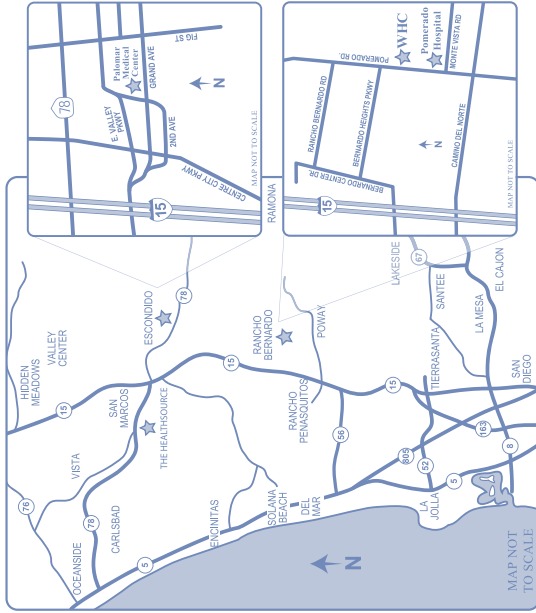 OCEANSIDE
76
VISTA
15
HIDDEN
MEADOWS
VALLEY
CENTER
78
CARLSBAD
SAN
MARCOS
THE HEALTHSOURCE
5
ESCONDIDO
78
ENCINITAS
15
RANCHO
BERNARDO
RAMONA
SOLANA
BEACH
DEL
MAR
RANCHO
PEÑASQUITOS
POWAY
56
15
LAKESIDE
67
805
52
TIERRASANTA
SANTEE
LA
JOLLA
5
163
LA MESA
EL CAJON
8
SAN
DIEGO
N
MAP NOT
TO SCALE
78
FIG ST
Palomar
Medical
Center
GRAND AVE
E. VALLEY
PKWY
2ND AVE
N
15
CENTRE CITY PKWY
MAP NOT TO SCALE
POMERADO RD.
WHC
Pomerado
Hospital
MONTE VISTA RD
RANCHO BERNARDO RD
BERNARDO HEIGHTS PKWY
BERNARDO CENTER DR.
CAMINO DEL NORTE
N
15
MAP NOT TO SCALE